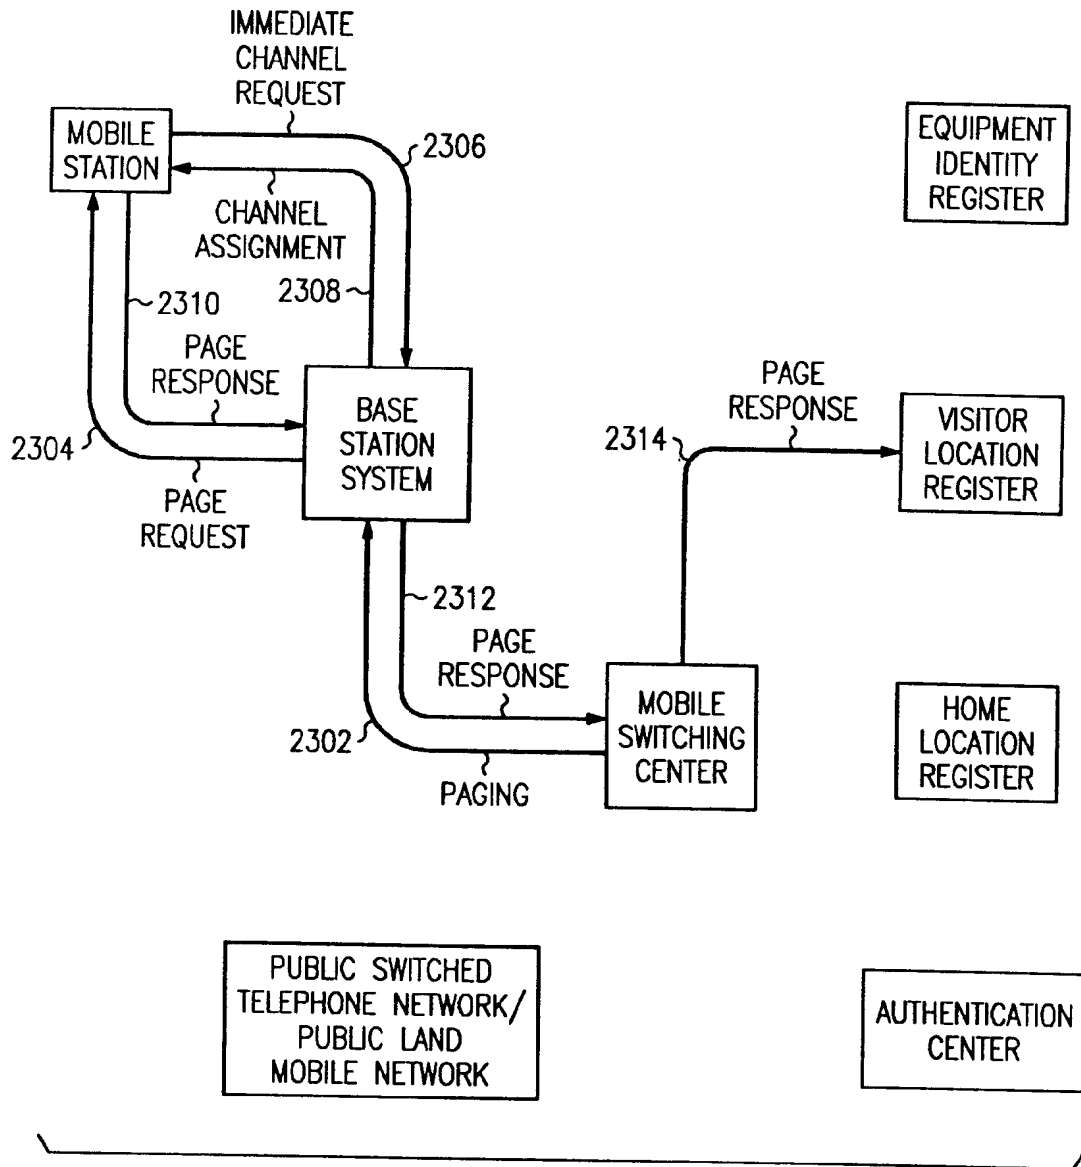 IMMEDIATE
CHANNEL
REQUEST
MOBILE
STATION
2306
EQUIPMENT
IDENTITY
REGISTER
CHANNEL
ASSIGNMENT
2310
2308
PAGE
RESPONSE
2304
PAGE
REQUEST
BASE
STATION
SYSTEM
PAGE
RESPONSE
2314
VISITOR
LOCATION
REGISTER
2312
PAGE
RESPONSE
2302
PAGING
MOBILE
SWITCHING
CENTER
HOME
LOCATION
REGISTER
PUBLIC SWITCHED
TELEPHONE NETWORK/
PUBLIC LAND
MOBILE NETWORK
AUTHENTICATION
CENTER